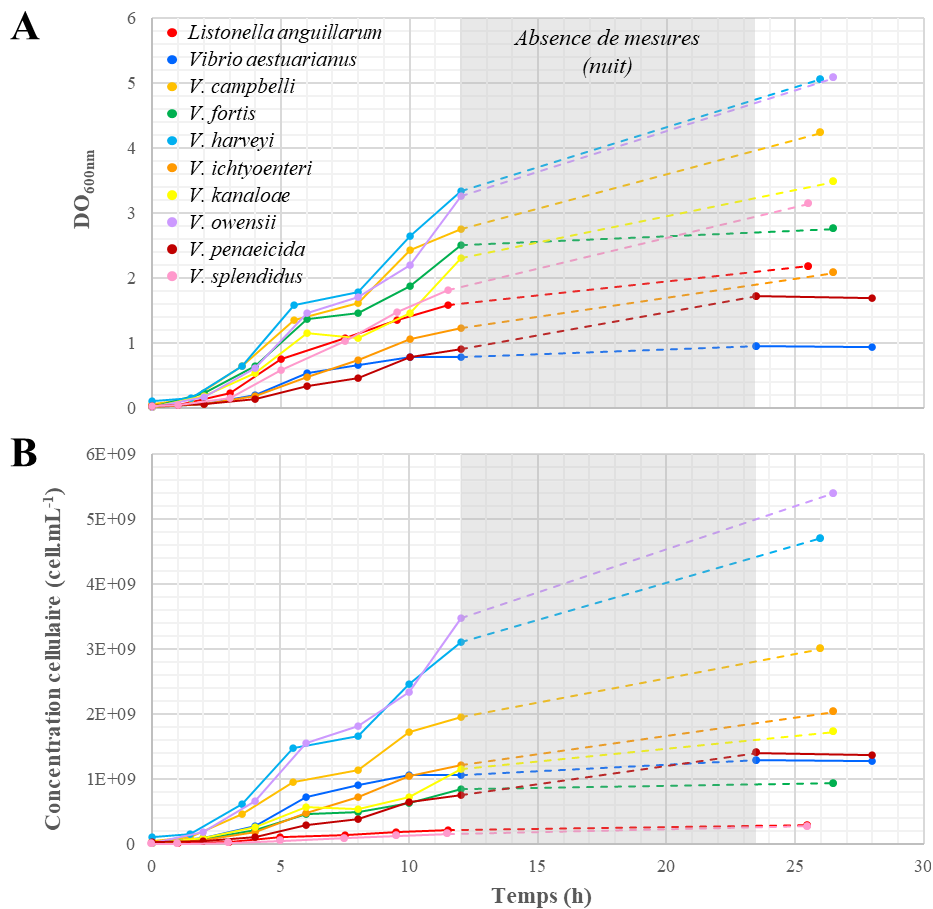 A
6
5
4
3
2
1
0
DO600nm
Listonella anguillarum
Vibrio aestuarianus
V. campbelli
V. fortis
V. harveyi
V. ichtyoenteri
V. kanaloae
V. owensii
V. penaeicida
V. splendidus
Absence de mesures
(nuit)
B
6E+09
5E+09
4E+09
3E+09
2E+09
1E+09
0
Concentration cellulaire (cell.mL-1)
0 5 10 15 20 25 30
Temps (h)